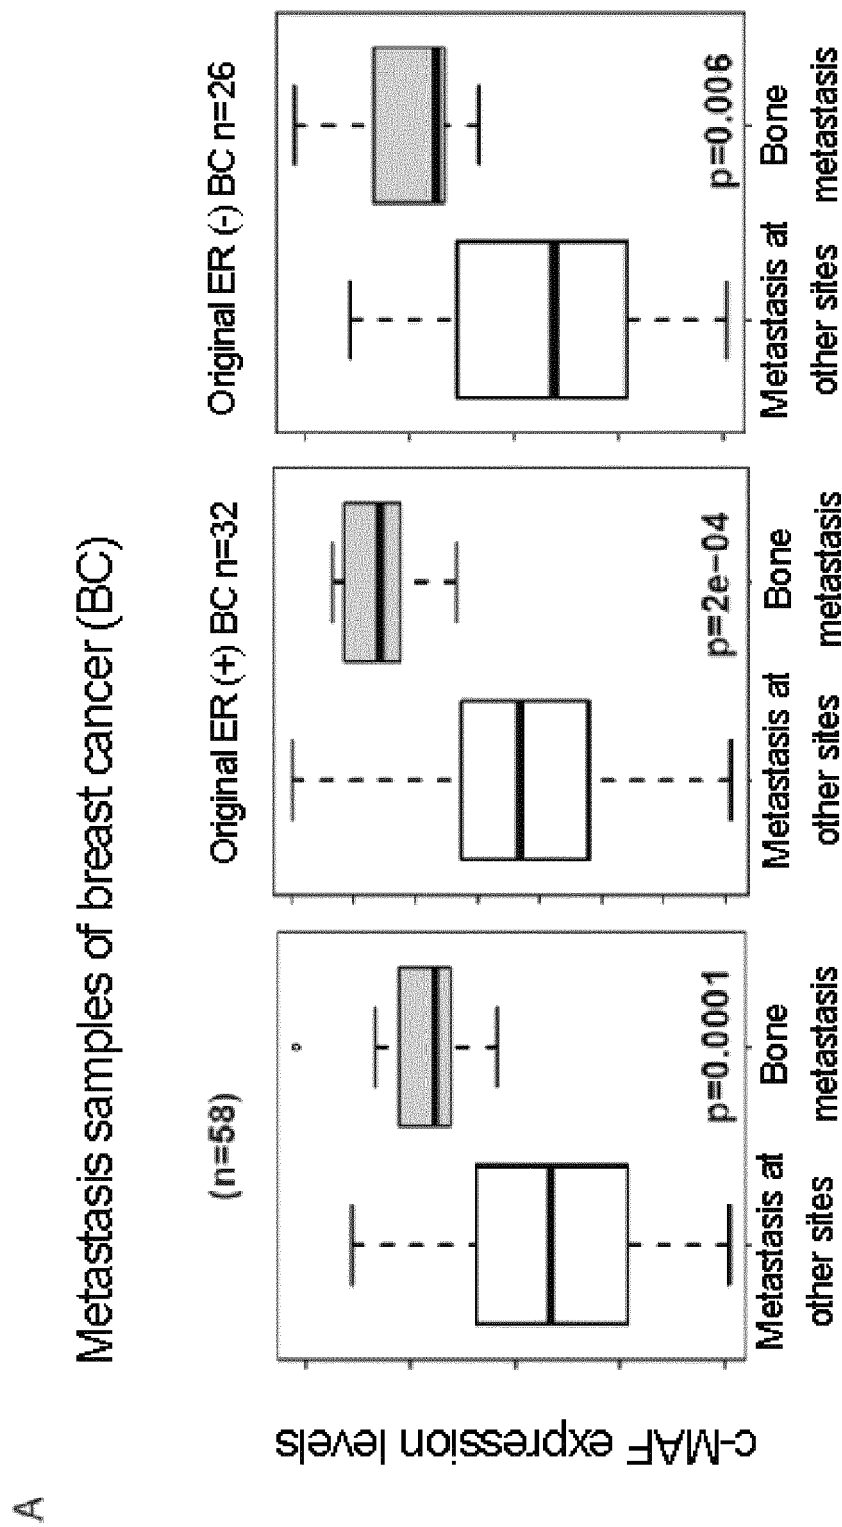 A
Metastasis samples of breast cancer (BC)
(n=58)
Original ER (+) BC n=32
Original ER (-) BC n=26
c-MAF expression levels
p=0.0001
Metastasis at
other sites
Bone
metastasis
p=2e-04
Metastasis at
other sites
Bone
metastasis
p=0.006
Metastasis at
other sites
Bone
metastasis